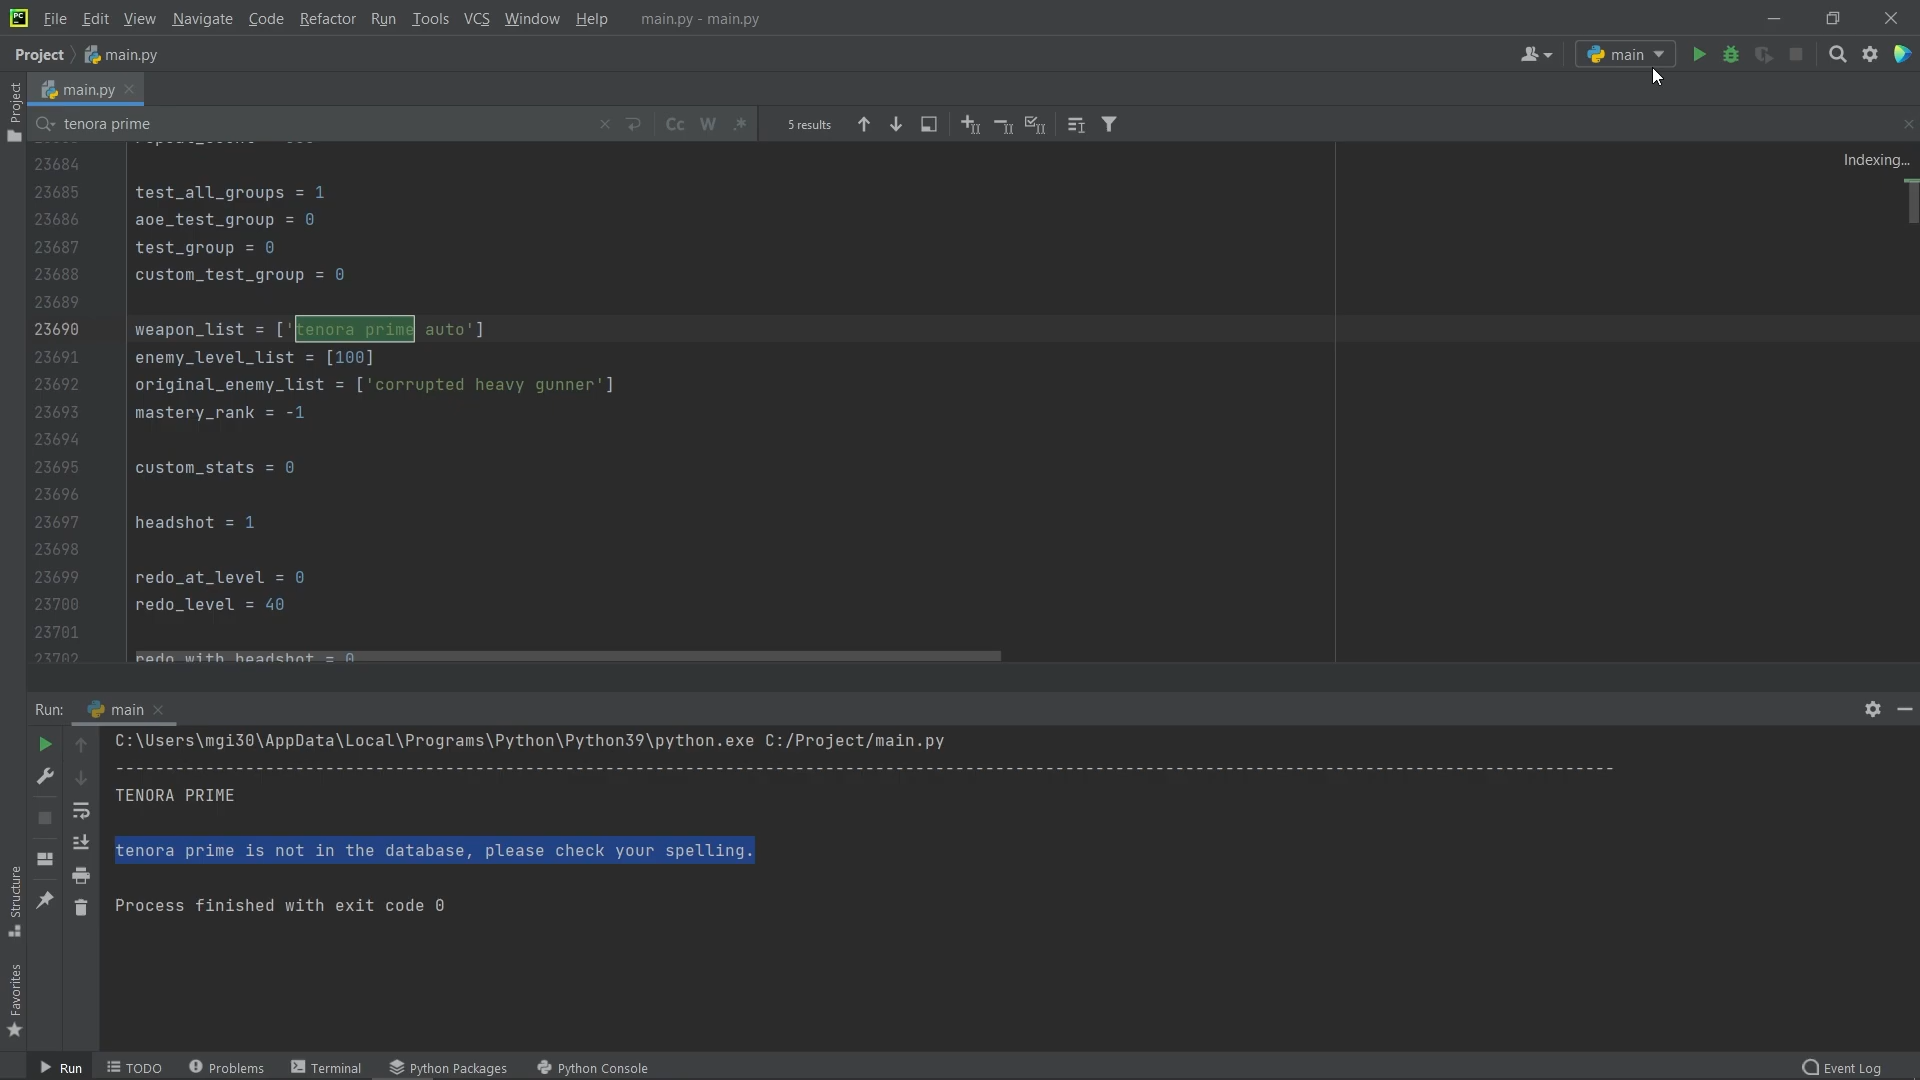 PC File Edit View Navigate Code Refactor Run Tools VCS Window Help main.py - main.py
Project main.py main
Project
main.py
tenora prime Cc W .* 5 results
Indexing...
23684
23685 test_all_groups = 1
23686 aoe_test_group = 0
23687 test_group = 0
23688 custom_test_group = 0
23689
23690 weapon_list = ['tenora prime auto']
23691 enemy_level_list = [100]
23692 original_enemy_list = ['corrupted heavy gunner']
23693 mastery_rank = -1
23694
23695 custom_stats = 0
23696
23697 headshot = 1
23698
23699 redo_at_level = 0
23700 redo_level = 40
23701
23702 redo_with_headshot = 0
Run: main
C:\Users\mgi30\AppData\Local\Programs\Python\Python39\python.exe C:/Project/main.py
------------------------------------------------------------------------------------------------------------------------------------------------------
TENORA PRIME
tenora prime is not in the database, please check your spelling.
Process finished with exit code 0
Structure
Favorites
Run TODO Problems Terminal Python Packages Python Console Event Log